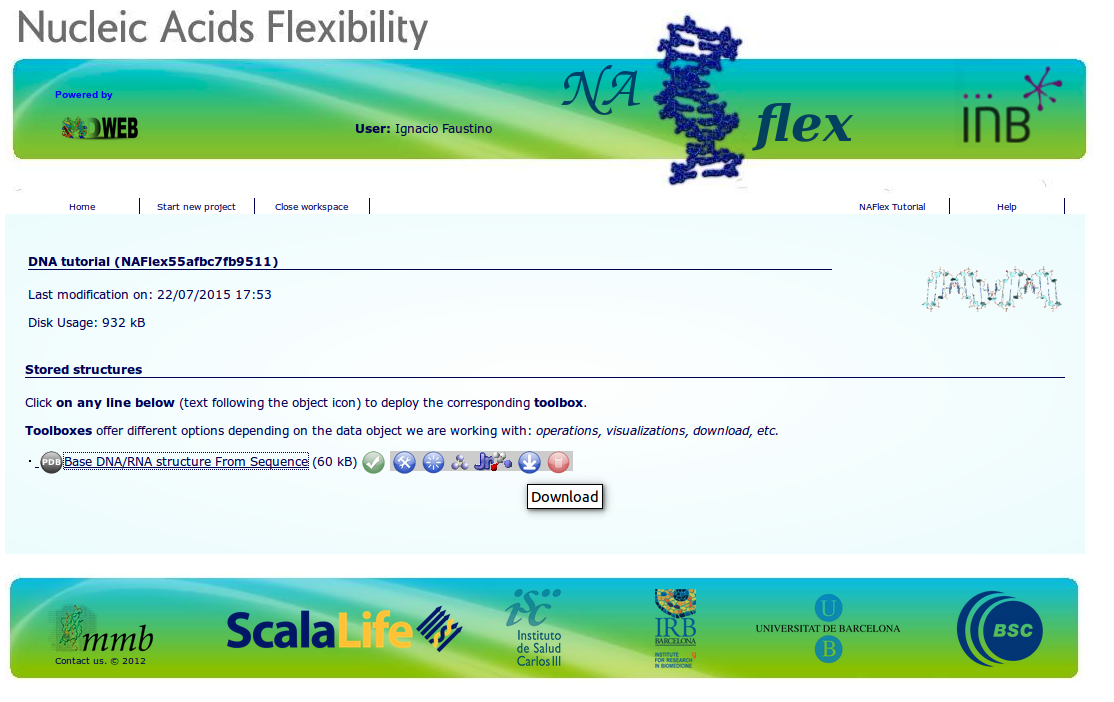 Nucleic Acids Flexibility
Powered by
WEB
User: Ignacio Faustino
NA
flex
INB
Home
Start new project
Close workspace
NAFlex Tutorial
Help
DNA tutorial (NAFlex55afbc7fb9511)
Last modification on: 22/07/2015 17:53
Disk Usage: 932 kB
Stored structures
Click on any line below (text following the object icon) to deploy the corresponding toolbox.
Toolboxes offer different options depending on the data object we are working with: operations, visualizations, download, etc.
· PDB Base DNA/RNA structure From Sequence (60 kB)
Download
mmb
Contact us. © 2012
ScalaLife
isc
Instituto
de Salud
Carlos III
IRB
BARCELONA
INSTITUTE
FOR RESEARCH
IN BIOMEDICINE
U
UNIVERSITAT DE BARCELONA
B
BSC